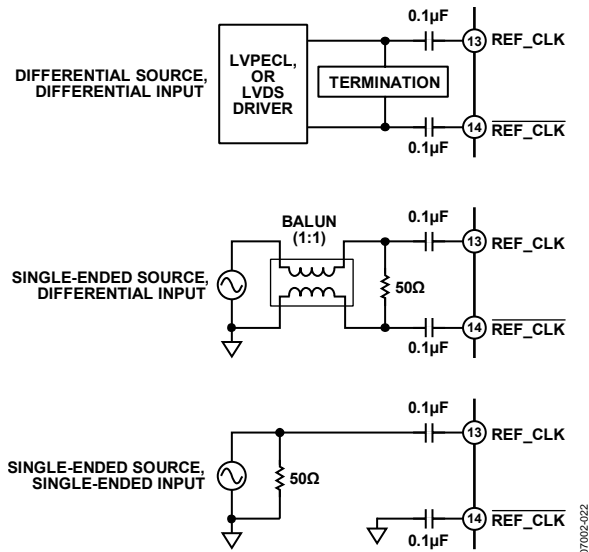 0.1µF
13 REF_CLK
LVPECL,
OR
LVDS
DRIVER
TERMINATION
DIFFERENTIAL SOURCE,
DIFFERENTIAL INPUT
14 REF_CLK
0.1µF
BALUN
(1:1)
0.1µF
13 REF_CLK
SINGLE-ENDED SOURCE,
DIFFERENTIAL INPUT
50Ω
14 REF_CLK
0.1µF
0.1µF
13 REF_CLK
SINGLE-ENDED SOURCE,
SINGLE-ENDED INPUT
50Ω
14 REF_CLK
0.1µF
07002-022